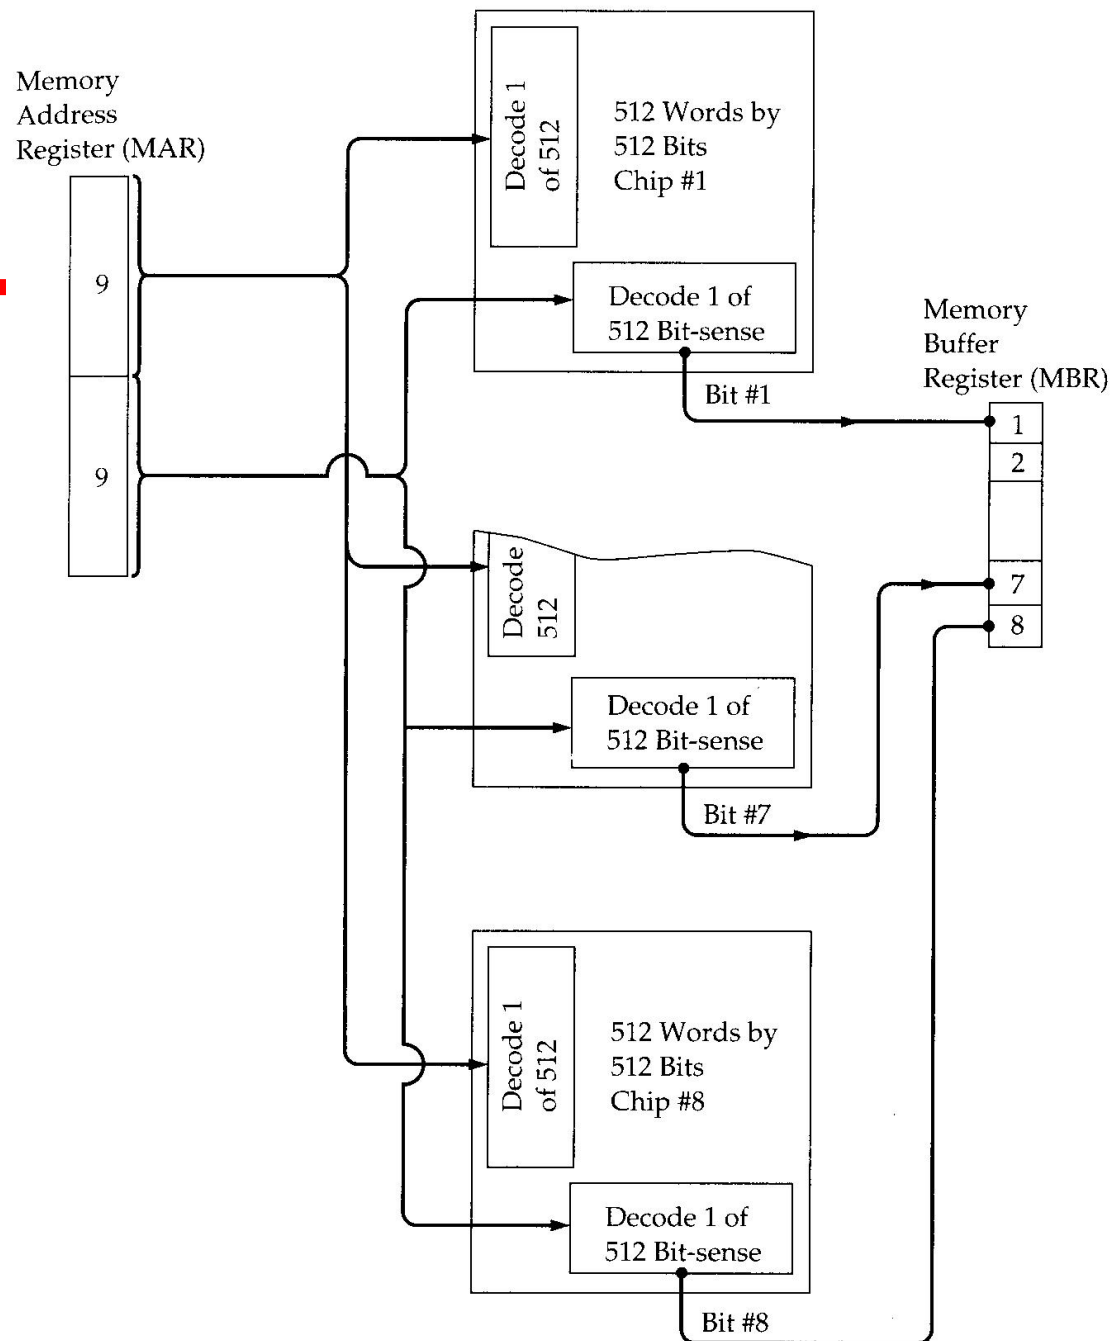 Memory
Address
Register (MAR)
9
9
Decode 1
of 512
512 Words by
512 Bits
Chip #1
Decode 1 of
512 Bit-sense
Bit #1
Memory
Buffer
Register (MBR)
1
2
7
8
Decode
512
Decode 1 of
512 Bit-sense
Bit #7
Decode 1
of 512
512 Words by
512 Bits
Chip #8
Decode 1 of
512 Bit-sense
Bit #8